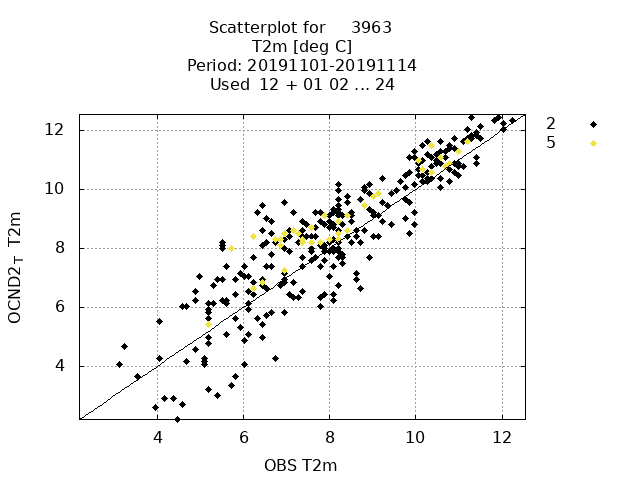 Scatterplot for 3963
T2m [deg C]
Period: 20191101-20191114
Used 12 + 01 02 ... 24
2
5
12
10
8
6
4
OCND2T T2m
4 6 8 10 12
OBS T2m